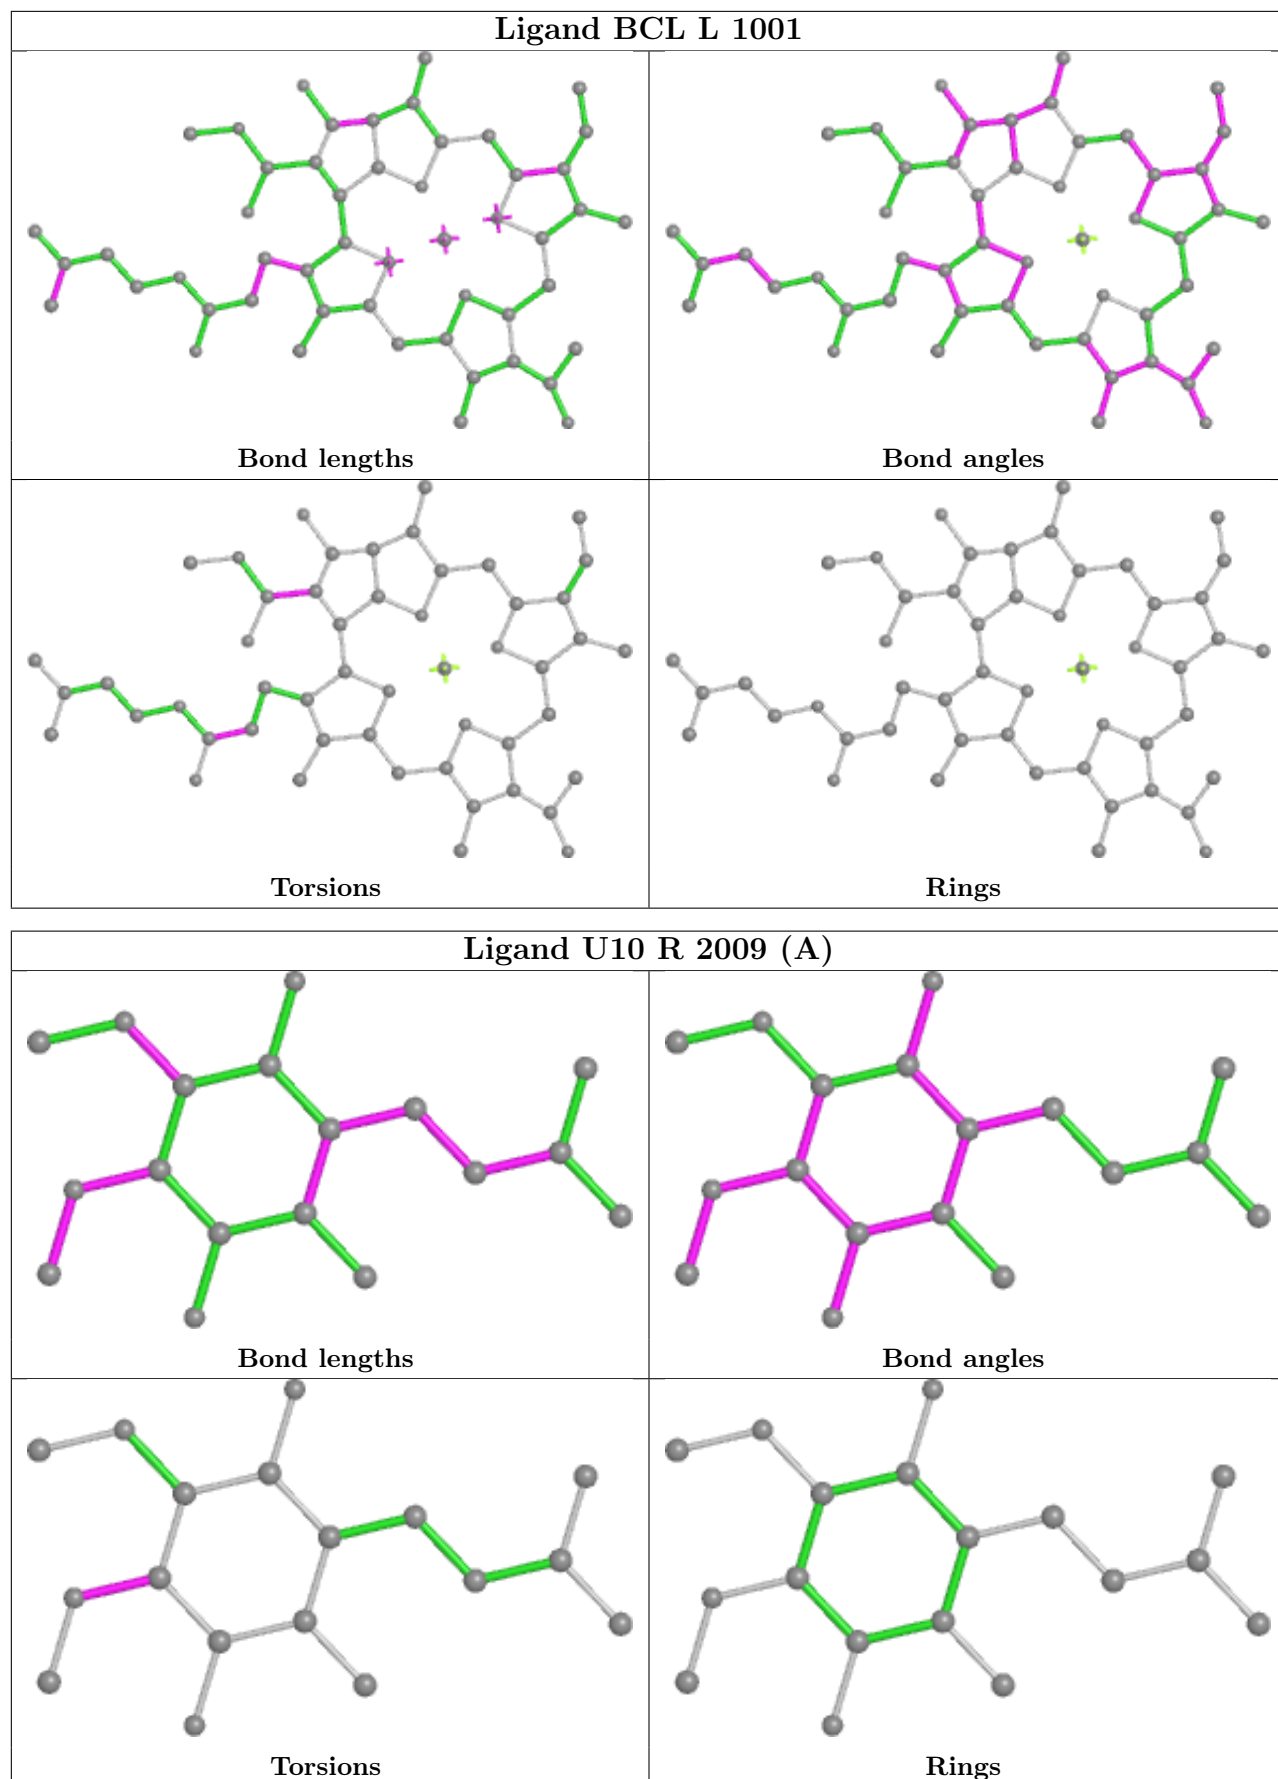 Ligand BCL L 1001
Bond lengths
Bond angles
Torsions
Rings
Ligand U10 R 2009 (A)
Bond lengths
Bond angles
Torsions
Rings